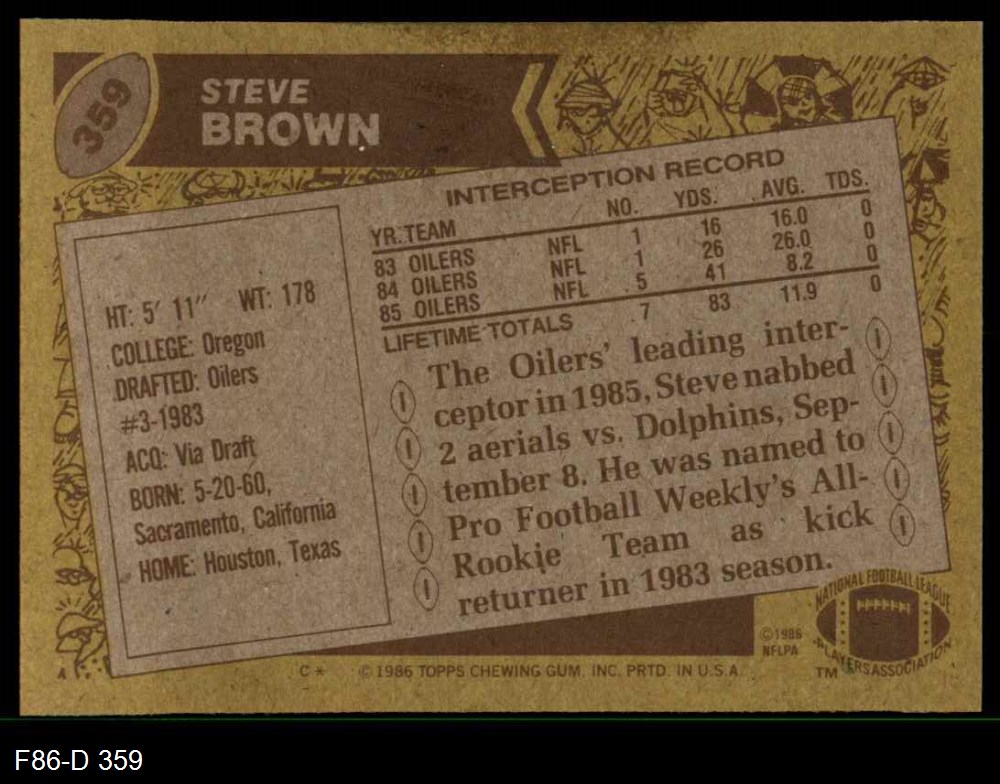 359
STEVE
BROWN
INTERCEPTION RECORD
YR. TEAM NO. YDS. AVG. TDS.
83 OILERS NFL 1 16 16.0 0
84 OILERS NFL 1 26 26.0 0
85 OILERS NFL 5 41 8.2 0
LIFETIME TOTALS 7 83 11.9 0
HT: 5' 11" WT: 178
COLLEGE: Oregon
DRAFTED: Oilers
#3-1983
ACQ: Via Draft
BORN: 5-20-60,
Sacramento, California
HOME: Houston, Texas
The Oilers' leading inter-
ceptor in 1985, Steve nabbed
2 aerials vs. Dolphins, Sep-
tember 8. He was named to
Pro Football Weekly's All-
Rookie Team as kick
returner in 1983 season.
©1986
NFLPA
NATIONAL FOOTBALL LEAGUE
PLAYERS ASSOCIATION
TM
A
C* ©1986 TOPPS CHEWING GUM, INC. PRTD. IN U.S.A.
F86-D 359